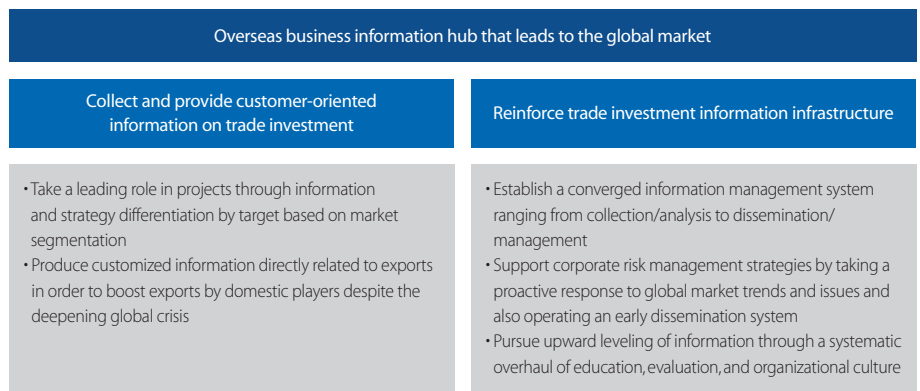 Overseas business information hub that leads to the global market
Collect and provide customer-oriented
information on trade investment
• Take a leading role in projects through information
and strategy differentiation by target based on market
segmentation
• Produce customized information directly related to exports
in order to boost exports by domestic players despite the
deepening global crisis
Reinforce trade investment information infrastructure
• Establish a converged information management system
ranging from collection/analysis to dissemination/
management
• Support corporate risk management strategies by taking a
proactive response to global market trends and issues and
also operating an early dissemination system
• Pursue upward leveling of information through a systematic
overhaul of education, evaluation, and organizational culture